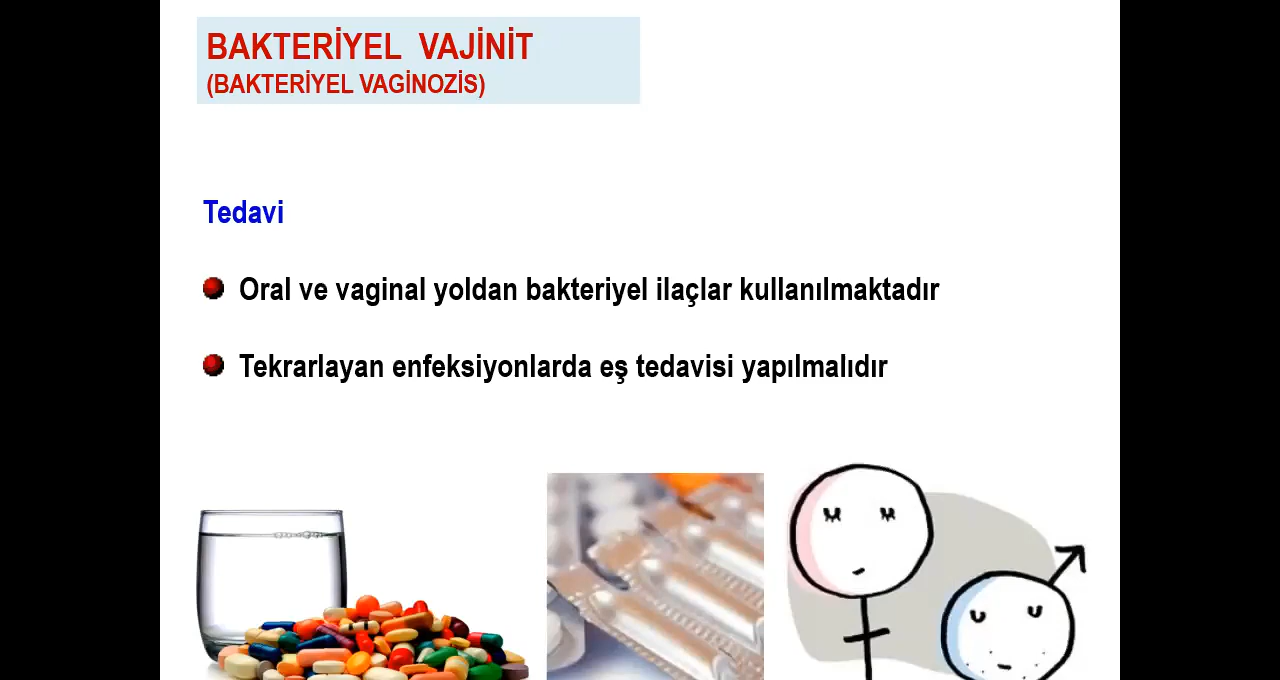 BAKTERİYEL VAJİNİT
(BAKTERİYEL VAGİNOZİS)
Tedavi
Oral ve vaginal yoldan bakteriyel ilaçlar kullanılmaktadır
Tekrarlayan enfeksiyonlarda eş tedavisi yapılmalıdır